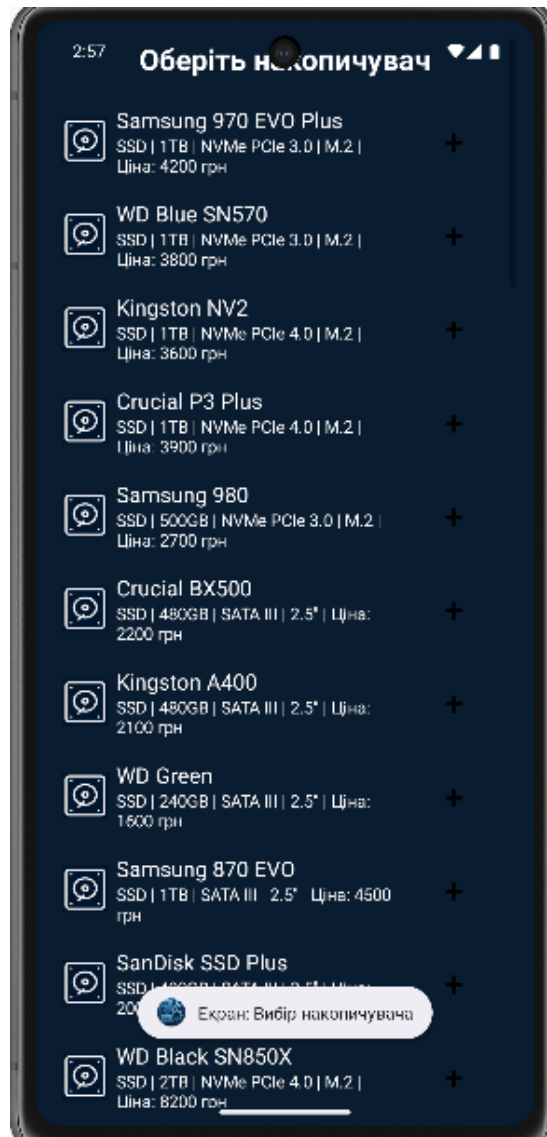 2:57
Оберіть накопичувач
Samsung 970 EVO Plus
SSD | 1TB | NVMe PCIe 3.0 | M.2 |
Ціна: 4200 грн
+
WD Blue SN570
SSD | 1TB | NVMe PCIe 3.0 | M.2 |
Ціна: 3800 грн
+
Kingston NV2
SSD | 1TB | NVMe PCIe 4.0 | M.2 |
Ціна: 3600 грн
+
Crucial P3 Plus
SSD | 1TB | NVMe PCIe 4.0 | M.2 |
Ціна: 3900 грн
+
Samsung 980
SSD | 500GB | NVMe PCIe 3.0 | M.2 |
Ціна: 2700 грн
+
Crucial BX500
SSD | 480GB | SATA III | 2.5" | Ціна:
2200 грн
+
Kingston A400
SSD | 480GB | SATA III | 2.5" | Ціна:
2100 грн
+
WD Green
SSD | 240GB | SATA III | 2.5" | Ціна:
1600 грн
+
Samsung 870 EVO
SSD | 1TB | SATA III | 2.5" | Ціна: 4500
грн
+
SanDisk SSD Plus
SSD
+
Екран: Вибір накопичувача
WD Black SN850X
SSD | 2TB | NVMe PCIe 4.0 | M.2 |
Ціна: 8200 грн
+